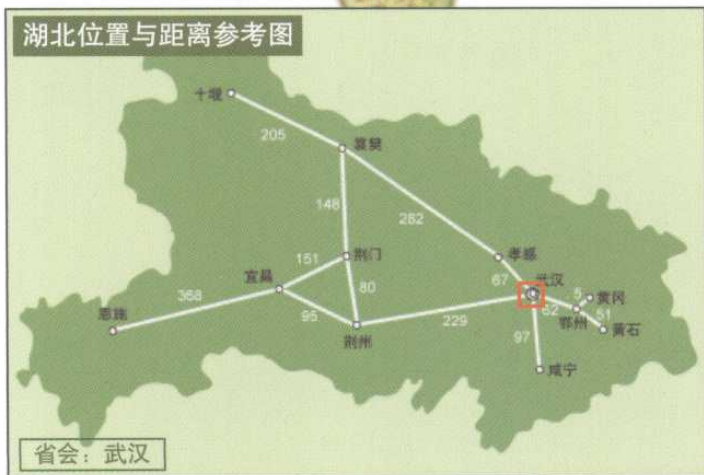 湖北位置与距离参考图
十堰
205
襄樊
148
282
孝感
151
荆门
67
武汉
宜昌
80
5
黄冈
368
62
鄂州
51
恩施
95
229
黄石
荆州
97
咸宁
省会：武汉